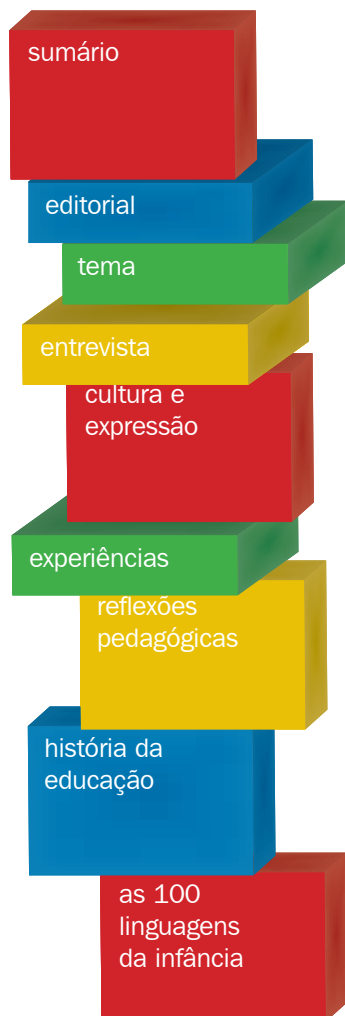 sumário
editorial
tema
entrevista
cultura e
expressão
experiências
reflexões
pedagógicas
história da
educação
as 100
linguagens
da infância